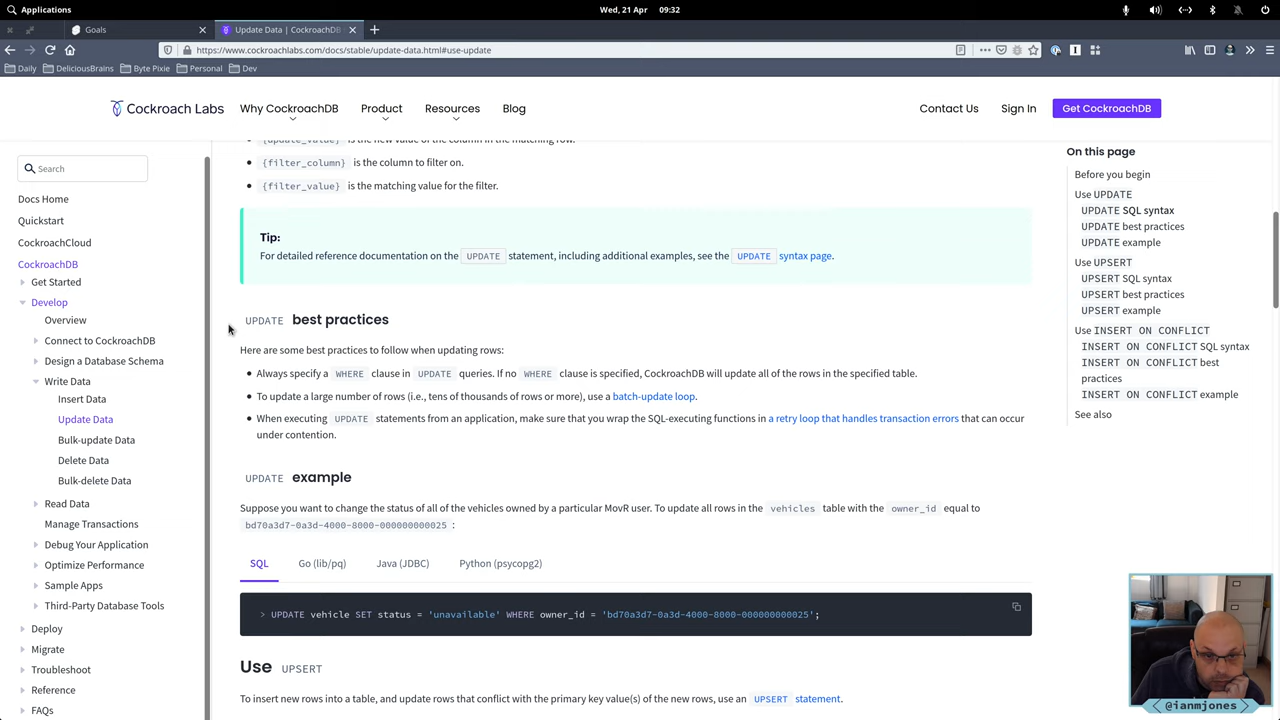 Applications
Wed, 21 Apr 09:32
Goals
Update Data | CockroachDB
https://www.cockroachlabs.com/docs/stable/update-data.html#use-update
Daily
DeliciousBrains
Byte Pixie
Personal
Dev
Cockroach Labs
Why CockroachDB
Product
Resources
Blog
Contact Us
Sign In
Get CockroachDB
Search
Docs Home
Quickstart
CockroachCloud
CockroachDB
Get Started
Develop
Overview
Connect to CockroachDB
Design a Database Schema
Write Data
Insert Data
Update Data
Bulk-update Data
Delete Data
Bulk-delete Data
Read Data
Manage Transactions
Debug Your Application
Optimize Performance
Sample Apps
Third-Party Database Tools
Deploy
Migrate
Troubleshoot
Reference
FAQs
{update_value} is the new value of the column in the matching row.
{filter_column} is the column to filter on.
{filter_value} is the matching value for the filter.
Tip:
For detailed reference documentation on the UPDATE statement, including additional examples, see the UPDATE syntax page.
UPDATE best practices
Here are some best practices to follow when updating rows:
Always specify a WHERE clause in UPDATE queries. If no WHERE clause is specified, CockroachDB will update all of the rows in the specified table.
To update a large number of rows (i.e., tens of thousands of rows or more), use a batch-update loop.
When executing UPDATE statements from an application, make sure that you wrap the SQL-executing functions in a retry loop that handles transaction errors that can occur
under contention.
UPDATE example
Suppose you want to change the status of all of the vehicles owned by a particular MovR user. To update all rows in the vehicles table with the owner_id equal to
bd70a3d7-0a3d-4000-8000-000000000025 :
SQL
Go (lib/pq)
Java (JDBC)
Python (psycopg2)
> UPDATE vehicle SET status = 'unavailable' WHERE owner_id = 'bd70a3d7-0a3d-4000-8000-000000000025';
Use UPSERT
To insert new rows into a table, and update rows that conflict with the primary key value(s) of the new rows, use an UPSERT statement.
On this page
Before you begin
Use UPDATE
UPDATE SQL syntax
UPDATE best practices
UPDATE example
Use UPSERT
UPSERT SQL syntax
UPSERT best practices
UPSERT example
Use INSERT ON CONFLICT
INSERT ON CONFLICT SQL syntax
INSERT ON CONFLICT best
practices
INSERT ON CONFLICT example
See also
< @ianmjones >